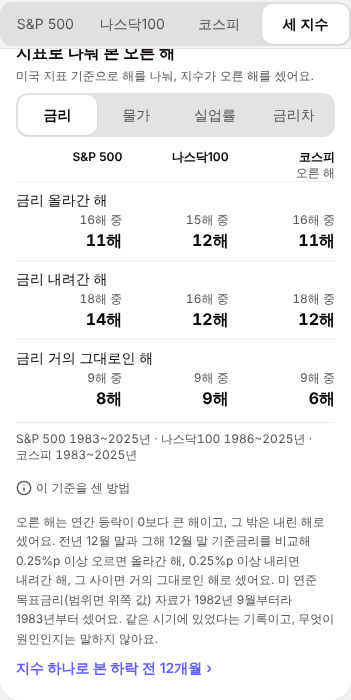 S&P 500 나스닥100 코스피 세 지수
지표로 나눠 본 오른 해
미국 지표 기준으로 해를 나눠, 지수가 오른 해를 셌어요.
금리 물가 실업률 금리차
S&P 500 나스닥100 코스피
오른 해
금리 올라간 해
16해 중 15해 중 16해 중
11해 12해 11해
금리 내려간 해
18해 중 16해 중 18해 중
14해 12해 12해
금리 거의 그대로인 해
9해 중 9해 중 9해 중
8해 9해 6해
S&P 500 1983~2025년 · 나스닥100 1986~2025년 ·
코스피 1983~2025년
이 기준을 센 방법
오른 해는 연간 등락이 0보다 큰 해이고, 그 밖은 내린 해로
셌어요. 전년 12월 말과 그해 12월 말 기준금리를 비교해
0.25%p 이상 오르면 올라간 해, 0.25%p 이상 내리면
내려간 해, 그 사이면 거의 그대로인 해로 셌어요. 미 연준
목표금리(범위면 위쪽 값) 자료가 1982년 9월부터라
1983년부터 셌어요. 같은 시기에 있었다는 기록이고, 무엇이
원인인지는 말하지 않아요.
지수 하나로 본 하락 전 12개월 ›